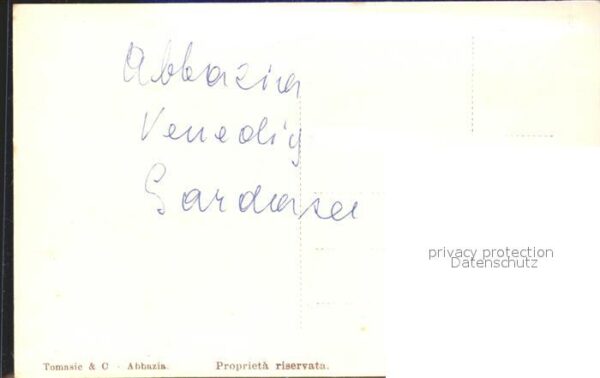 Abbazia
Venedig
Gardasee
privacy protection
Datenschutz
Tomasic & C - Abbazia.
Proprietà riservata.